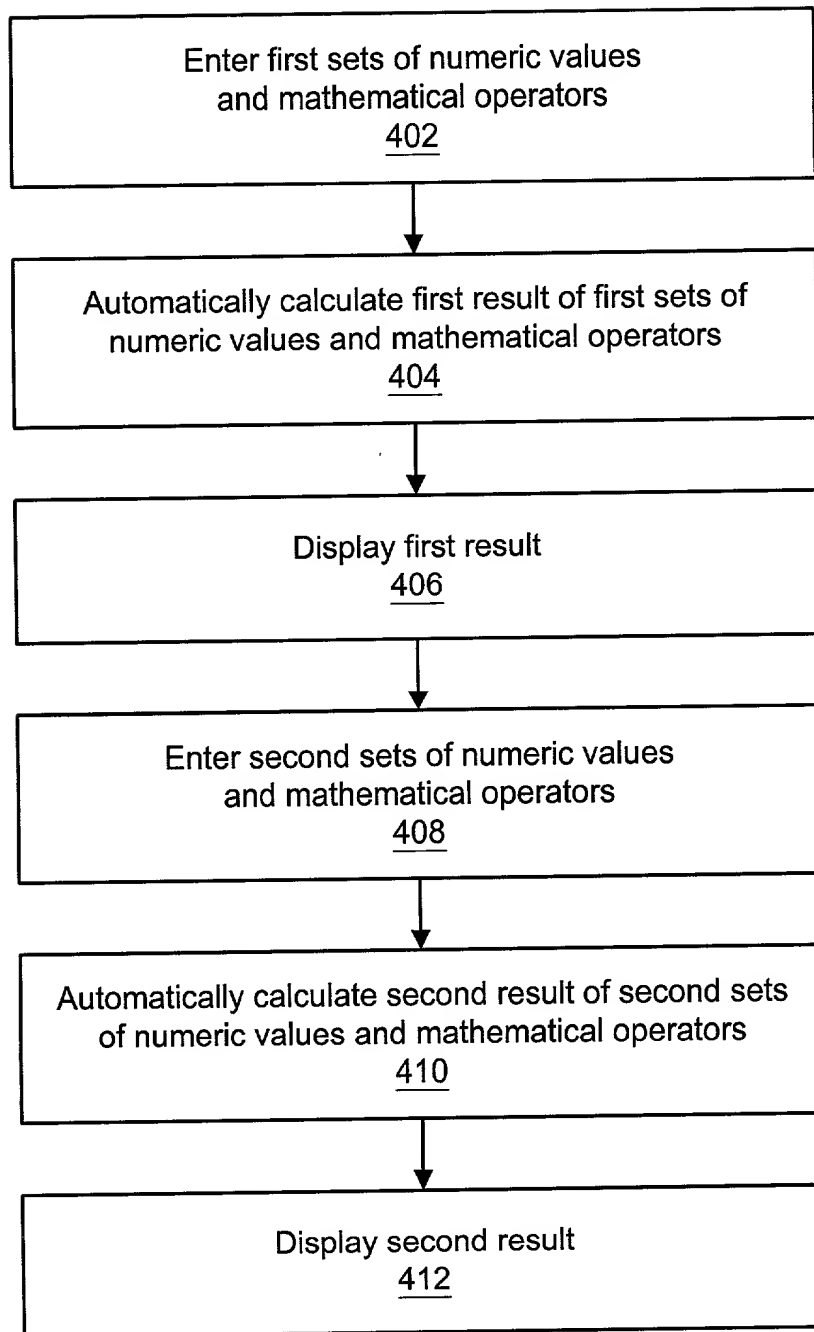 Enter first sets of numeric values
and mathematical operators
402
Automatically calculate first result of first sets of
numeric values and mathematical operators
404
Display first result
406
Enter second sets of numeric values
and mathematical operators
408
Automatically calculate second result of second sets
of numeric values and mathematical operators
410
Display second result
412